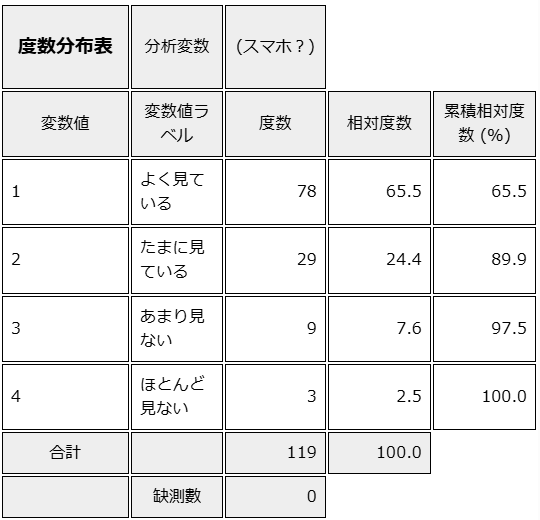 度数分布表 分析変数 (スマホ？)
変数値 変数値ラベル 度数 相対度数 累積相対度数 (%)
1 よく見ている 78 65.5 65.5
2 たまに見ている 29 24.4 89.9
3 あまり見ない 9 7.6 97.5
4 ほとんど見ない 3 2.5 100.0
合計 119 100.0
欠測数 0